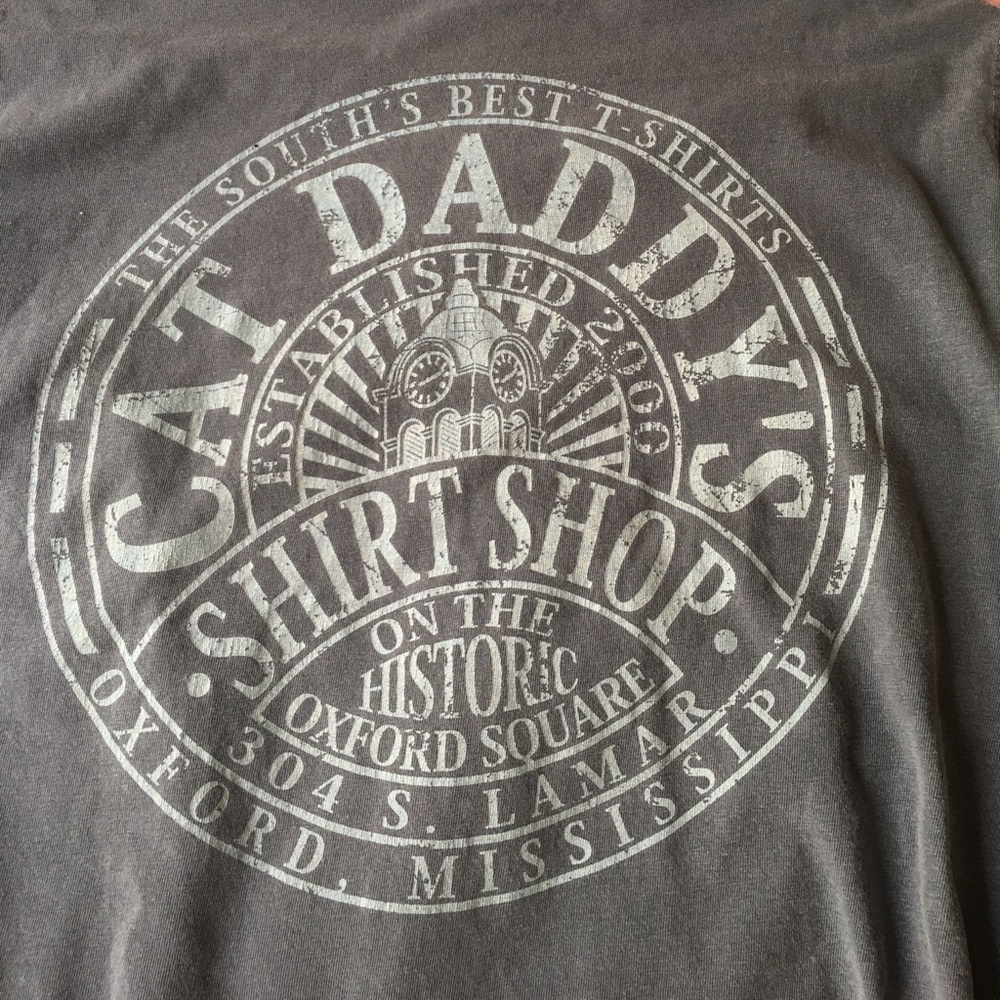 THE SOUTH'S BEST T-SHIRTS
CAT DADDY'S
ESTABLISHED 2000
SHIRT SHOP
ON THE
HISTORIC
OXFORD SQUARE
304 S. LAMAR
OXFORD, MISSISSIPPI